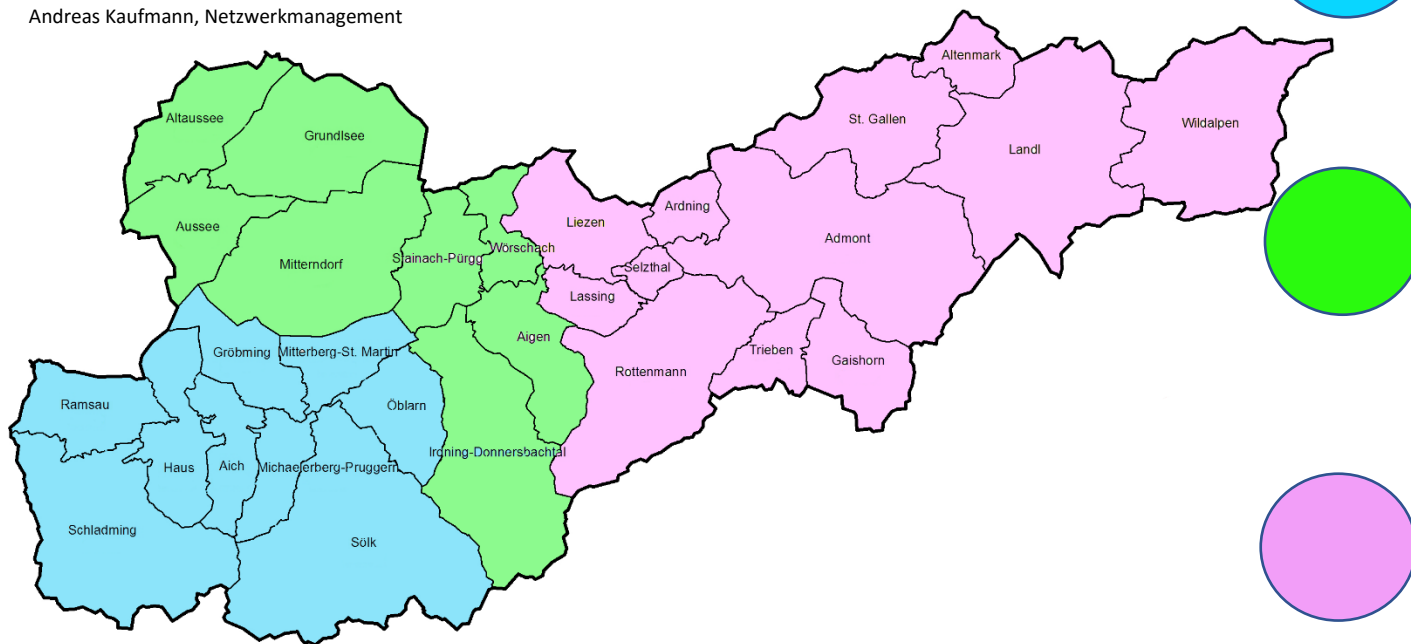 Andreas Kaufmann, Netzwerkmanagement
Altenmark
Altaussee
Grundlsee
St. Gallen
Wildalpen
Landl
Ardning
Aussee
Liezen
Admont
Wörschach
Stainach-Pürgg
Mitterndorf
Selzthal
Lassing
Aigen
Gröbming
Mitterberg-St. Martin
Trieben
Gaishorn
Rottenmann
Ramsau
Öblarn
Irdning-Donnersbachtal
Haus
Aich
Michaelerberg-Pruggern
Schladming
Sölk